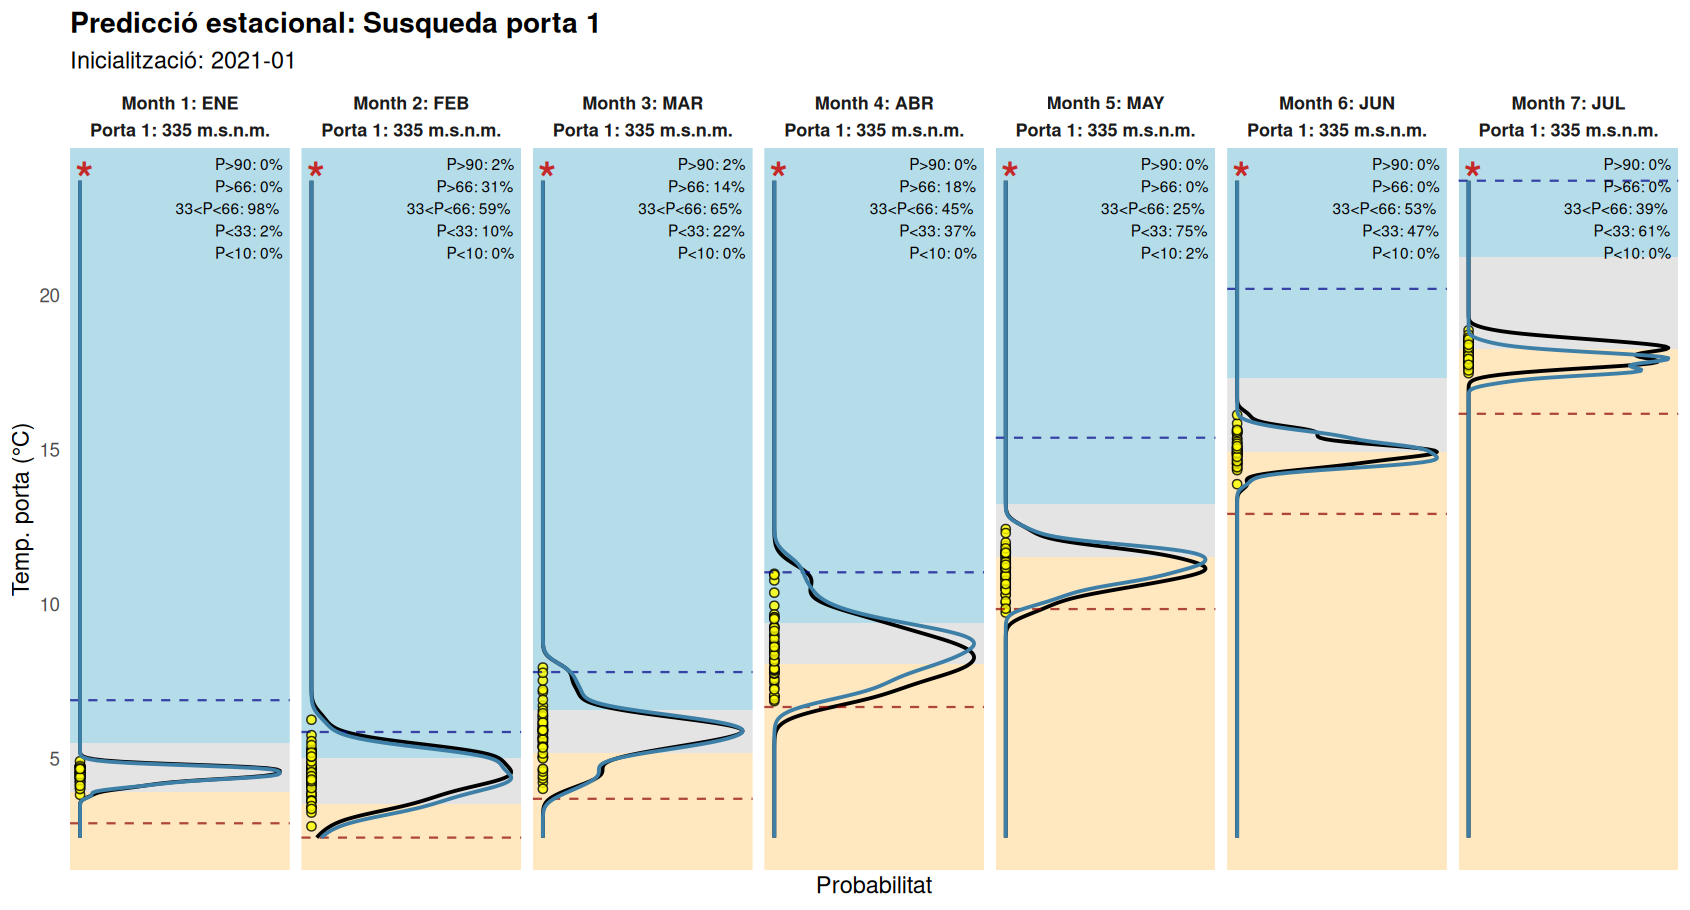 Predicció estacional: Susqueda porta 1
Inicialització: 2021-01
Month 1: ENE
Porta 1: 335 m.s.n.m.
Month 2: FEB
Porta 1: 335 m.s.n.m.
Month 3: MAR
Porta 1: 335 m.s.n.m.
Month 4: ABR
Porta 1: 335 m.s.n.m.
Month 5: MAY
Porta 1: 335 m.s.n.m.
Month 6: JUN
Porta 1: 335 m.s.n.m.
Month 7: JUL
Porta 1: 335 m.s.n.m.
*
P>90: 0%
P>66: 0%
33<P<66: 98%
P<33: 2%
P<10: 0%
*
P>90: 2%
P>66: 31%
33<P<66: 59%
P<33: 10%
P<10: 0%
*
P>90: 2%
P>66: 14%
33<P<66: 65%
P<33: 22%
P<10: 0%
*
P>90: 0%
P>66: 18%
33<P<66: 45%
P<33: 37%
P<10: 0%
*
P>90: 0%
P>66: 0%
33<P<66: 25%
P<33: 75%
P<10: 2%
*
P>90: 0%
P>66: 0%
33<P<66: 53%
P<33: 47%
P<10: 0%
*
P>90: 0%
P>66: 0%
33<P<66: 39%
P<33: 61%
P<10: 0%
Temp. porta (°C)
20
15
10
5
Probabilitat